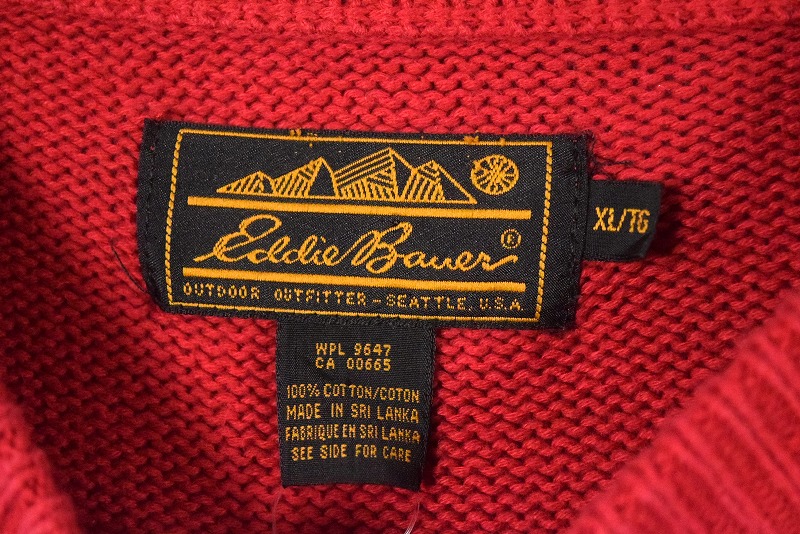 Eddie Bauer®
OUTDOOR OUTFITTER - SEATTLE, U.S.A.
XL/TG
WPL 9647
CA 00665
100% COTTON/COTON
MADE IN SRI LANKA
FABRIQUE EN SRI LANKA
SEE SIDE FOR CARE